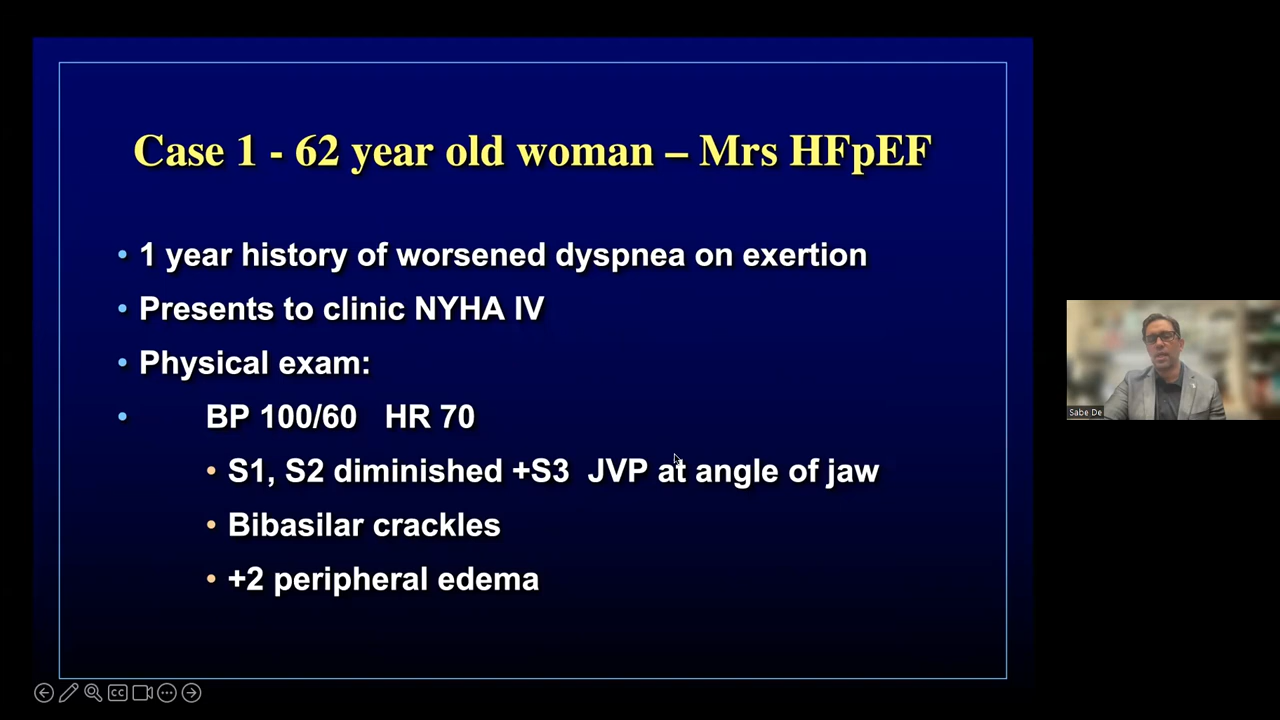 Case 1 - 62 year old woman – Mrs HFpEF
• 1 year history of worsened dyspnea on exertion
• Presents to clinic NYHA IV
• Physical exam:
• BP 100/60 HR 70
• S1, S2 diminished +S3 JVP at angle of jaw
• Bibasilar crackles
• +2 peripheral edema
Sabe De
CC